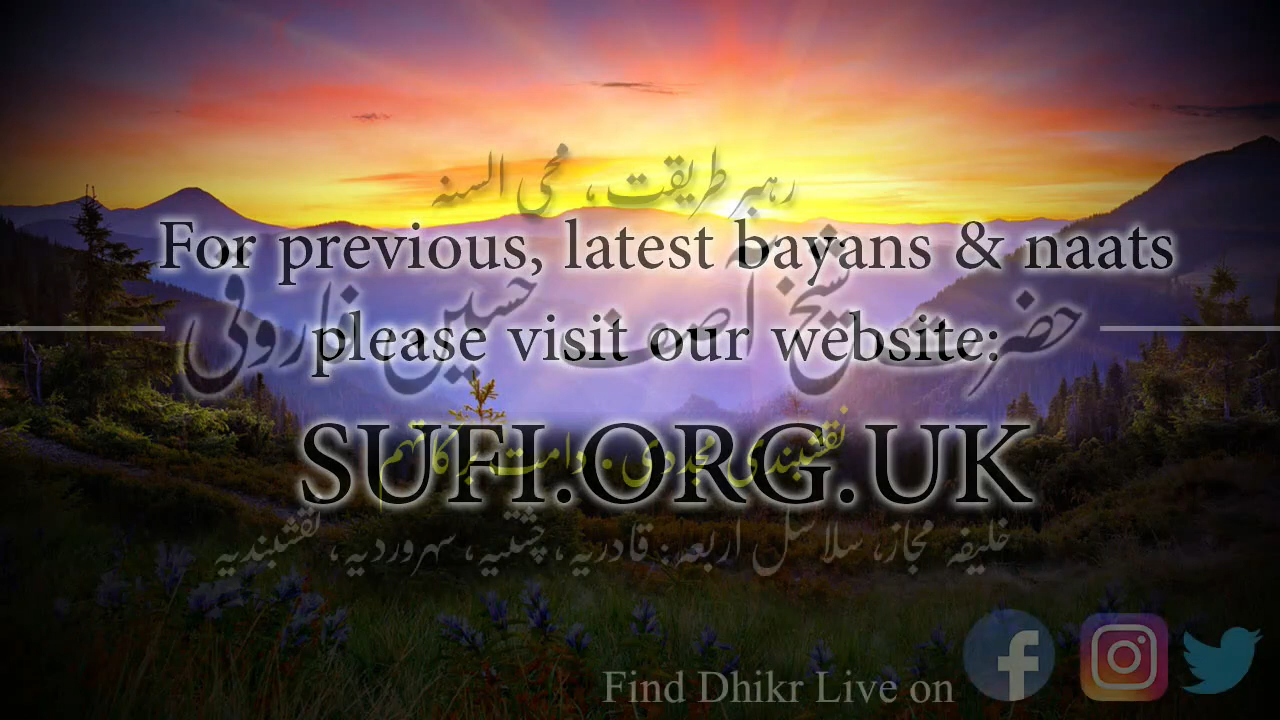 رہبر طریقت، محی السنہ
For previous, latest bayans & naats
حضرت شیخ آصف حسین فاروقی
please visit our website:
نقشبندی مجددی . دامت برکاتہم
SUFI.ORG.UK
خلیفہ مجاز، سلاسل اربعہ: قادریہ، چشتیہ، سہروردیہ، نقشبندیہ
Find Dhikr Live on